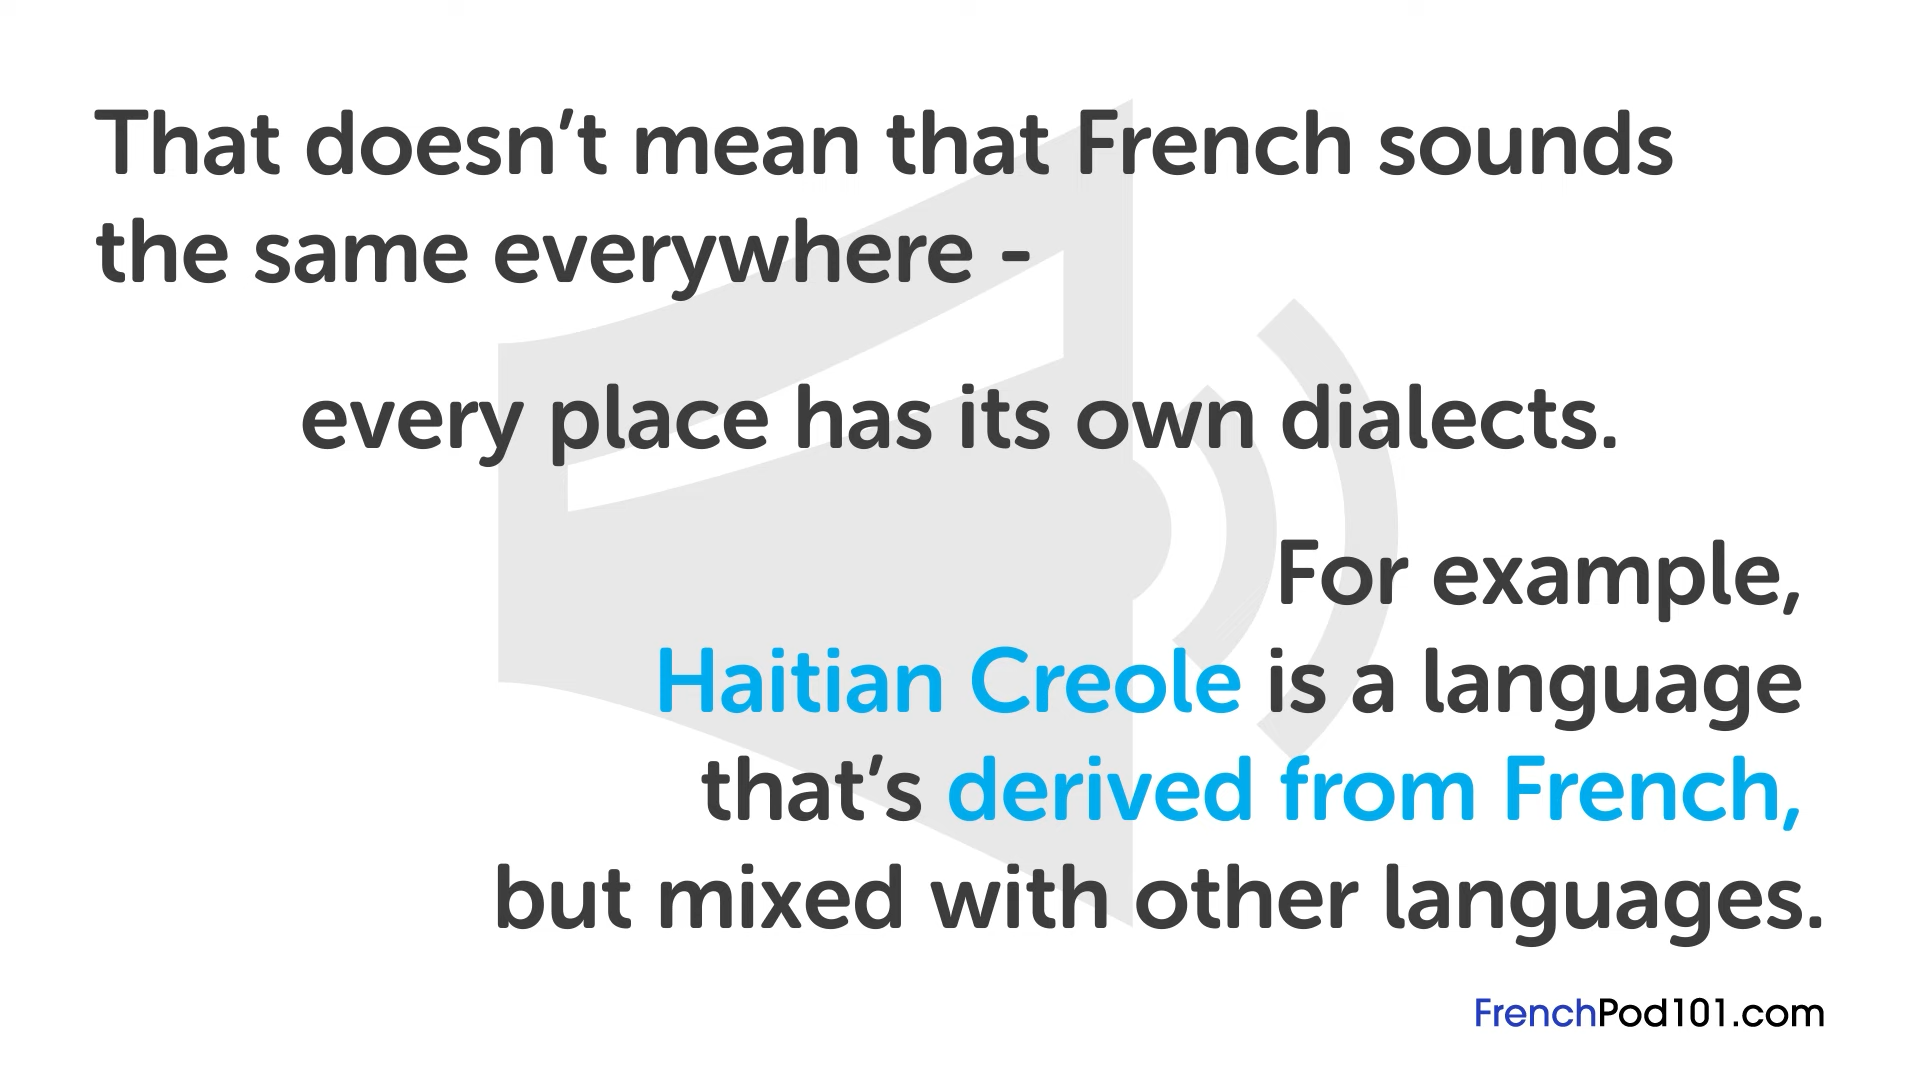 That doesn’t mean that French sounds
the same everywhere -
every place has its own dialects.
For example,
Haitian Creole is a language
that’s derived from French,
but mixed with other languages.
FrenchPod101.com